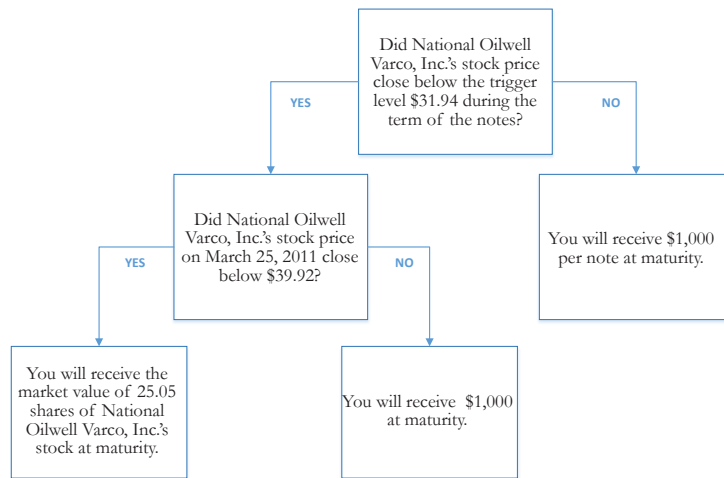 Did National Oilwell
Varco, Inc.'s stock price
close below the trigger
level $31.94 during the
term of the notes?
YES
NO
Did National Oilwell
Varco, Inc.'s stock price
on March 25, 2011 close
below $39.92?
You will receive $1,000
per note at maturity.
YES
NO
You will receive the
market value of 25.05
shares of National
Oilwell Varco, Inc.'s
stock at maturity.
You will receive $1,000
at maturity.